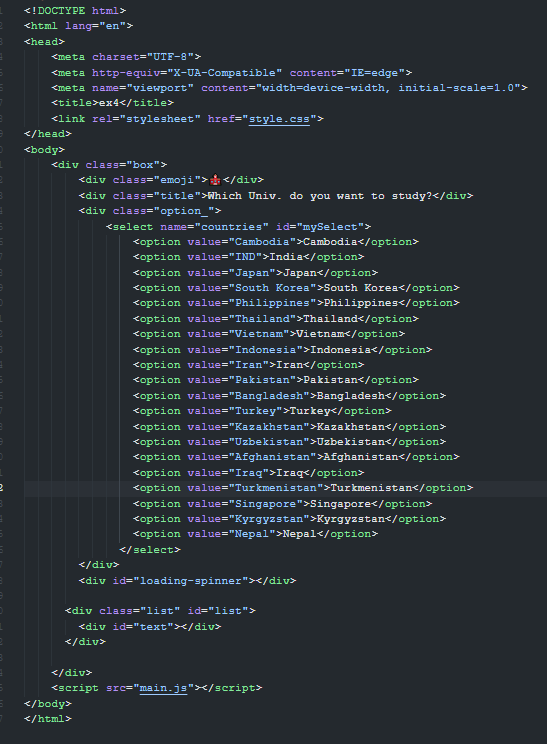 <!DOCTYPE html>
<html lang="en">
<head>
<meta charset="UTF-8">
<meta http-equiv="X-UA-Compatible" content="IE=edge">
<meta name="viewport" content="width=device-width, initial-scale=1.0">
<title>ex4</title>
<link rel="stylesheet" href="style.css">
</head>
<body>
<div class="box">
<div class="emoji"></div>
<div class="title">Which Univ. do you want to study?</div>
<div class="option_">
<select name="countries" id="mySelect">
<option value="Cambodia">Cambodia</option>
<option value="IND">India</option>
<option value="Japan">Japan</option>
<option value="South Korea">South Korea</option>
<option value="Philippines">Philippines</option>
<option value="Thailand">Thailand</option>
<option value="Vietnam">Vietnam</option>
<option value="Indonesia">Indonesia</option>
<option value="Iran">Iran</option>
<option value="Pakistan">Pakistan</option>
<option value="Bangladesh">Bangladesh</option>
<option value="Turkey">Turkey</option>
<option value="Kazakhstan">Kazakhstan</option>
<option value="Uzbekistan">Uzbekistan</option>
<option value="Afghanistan">Afghanistan</option>
<option value="Iraq">Iraq</option>
<option value="Turkmenistan">Turkmenistan</option>
<option value="Singapore">Singapore</option>
<option value="Kyrgyzstan">Kyrgyzstan</option>
<option value="Nepal">Nepal</option>
</select>
</div>
<div id="loading-spinner"></div>
<div class="list" id="list">
<div id="text"></div>
</div>
</div>
<script src="main.js"></script>
</body>
</html>